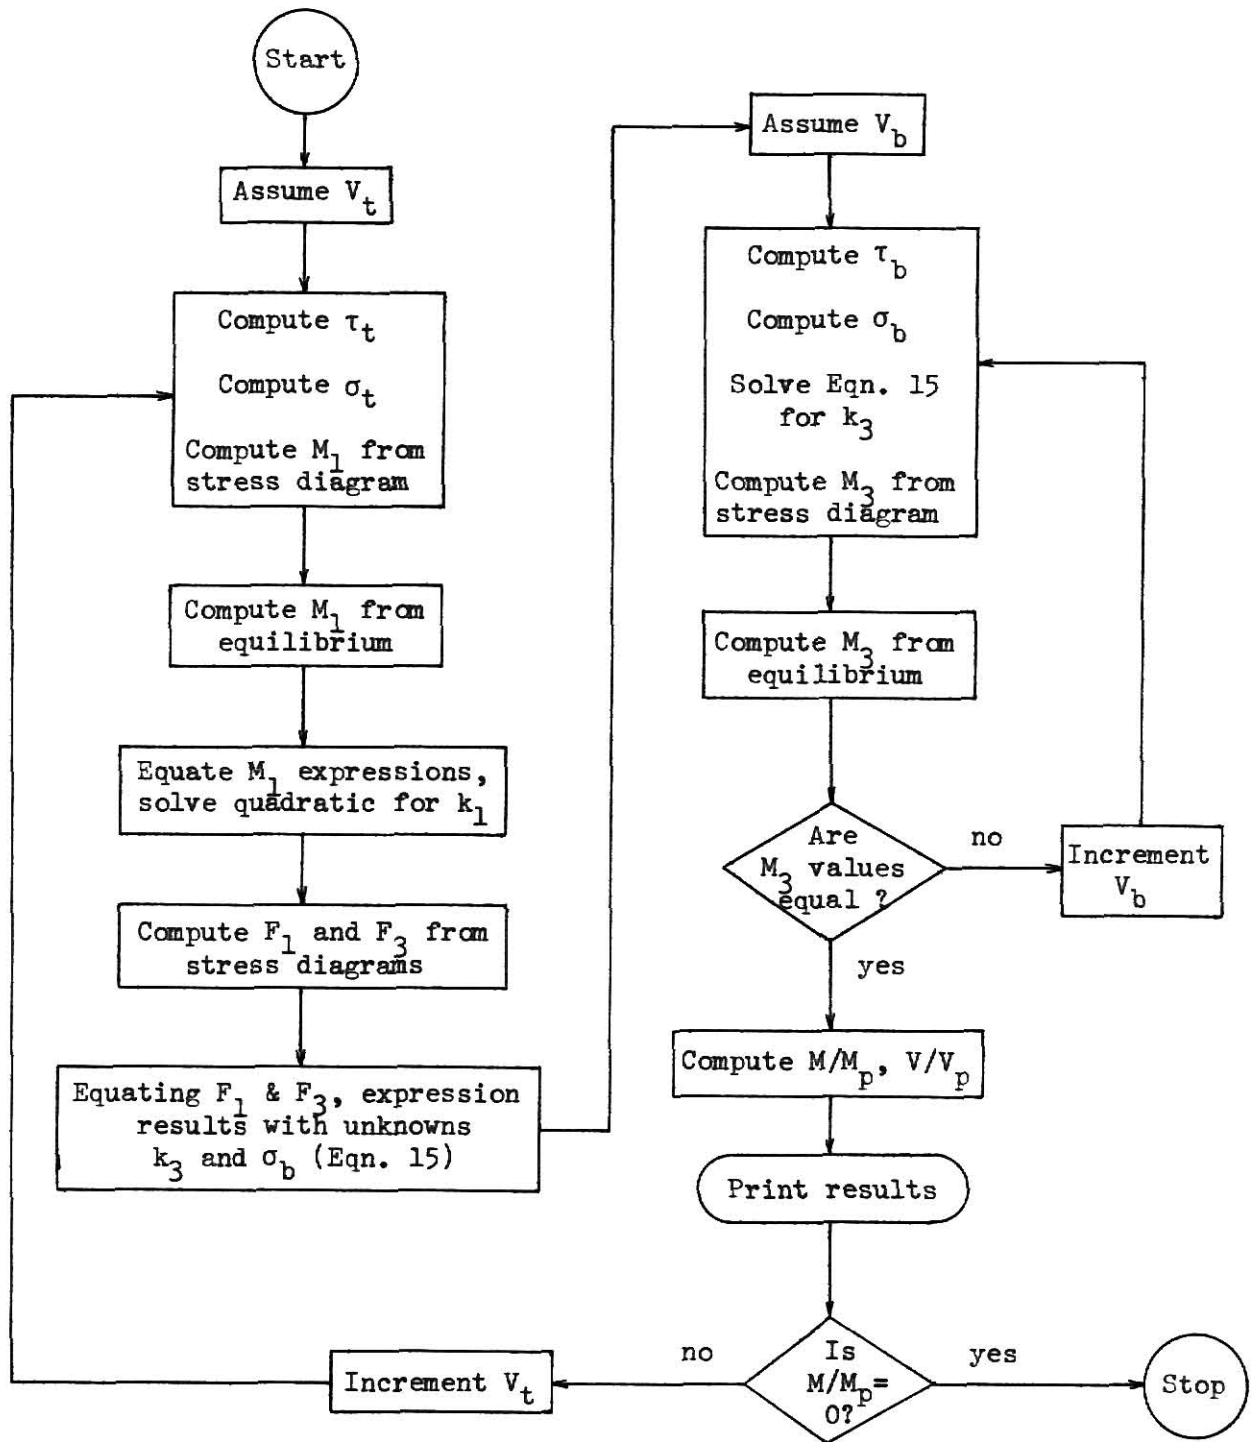 Start
Assume V_t
Compute τ_t
Compute σ_t
Compute M_1 from
stress diagram
Compute M_1 from
equilibrium
Equate M_1 expressions,
solve quadratic for k_1
Compute F_1 and F_3 from
stress diagrams
Equating F_1 & F_3, expression
results with unknowns
k_3 and σ_b (Eqn. 15)
Assume V_b
Compute τ_b
Compute σ_b
Solve Eqn. 15
for k_3
Compute M_3 from
stress diagram
Compute M_3 from
equilibrium
Are
M_3 values
equal ?
no
Increment
V_b
yes
Compute M/M_p, V/V_p
Print results
Is
M/M_p=
0?
no
Increment V_t
yes
Stop